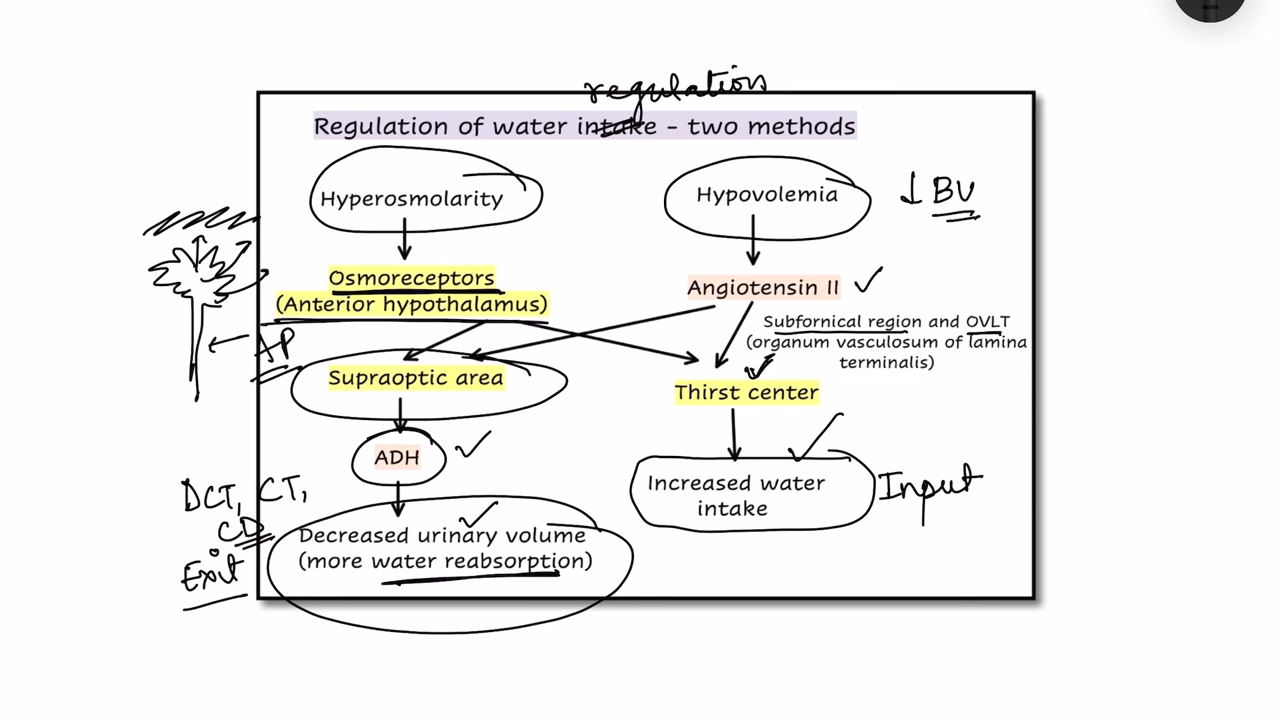 regulation
Regulation of water intake - two methods
Hyperosmolarity
Hypovolemia
↓ BV
Osmoreceptors
(Anterior hypothalamus)
Angiotensin II
Subfornical region and OVLT
(organum vasculosum of lamina
terminalis)
AP
Supraoptic area
Thirst center
ADH
DCT, CT,
CD
Increased water
intake
Input
Decreased urinary volume
(more water reabsorption)
Exit